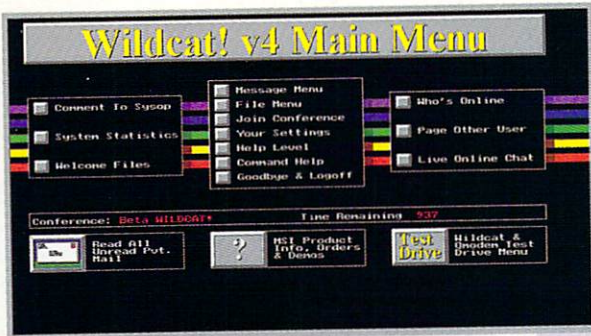 Wildcat! v4 Main Menu
Comment To Sysop
System Statistics
Welcome Files
Message Menu
File Menu
Join Conference
Your Settings
Help Level
Command Help
Goodbye & Logoff
Who's Online
Page Other User
Live Online Chat
Conference: Beta WILDCAT!
Time Remaining 937
Read All
Unread Pvt.
Mail
?
MSI Product
Info, Orders
& Demos
Test
Drive
Wildcat &
Qmodem Test
Drive Menu